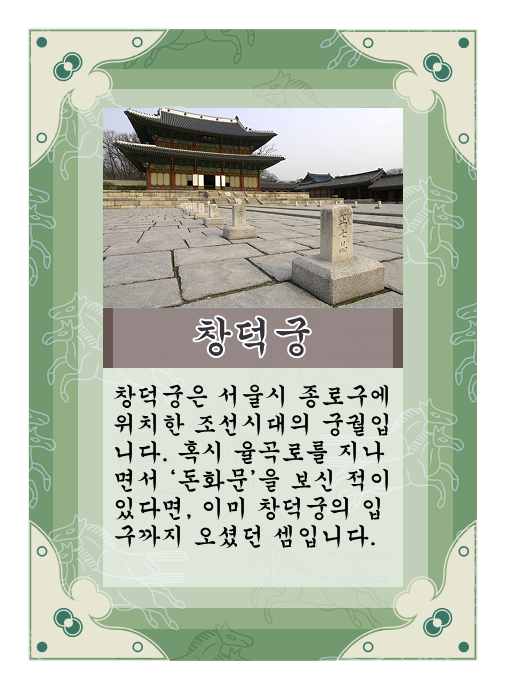 正七品
창덕궁
창덕궁은 서울시 종로구에
위치한 조선시대의 궁궐입
니다. 혹시 율곡로를 지나
면서 ‘돈화문’을 보신 적이
있다면, 이미 창덕궁의 입
구까지 오셨던 셈입니다.